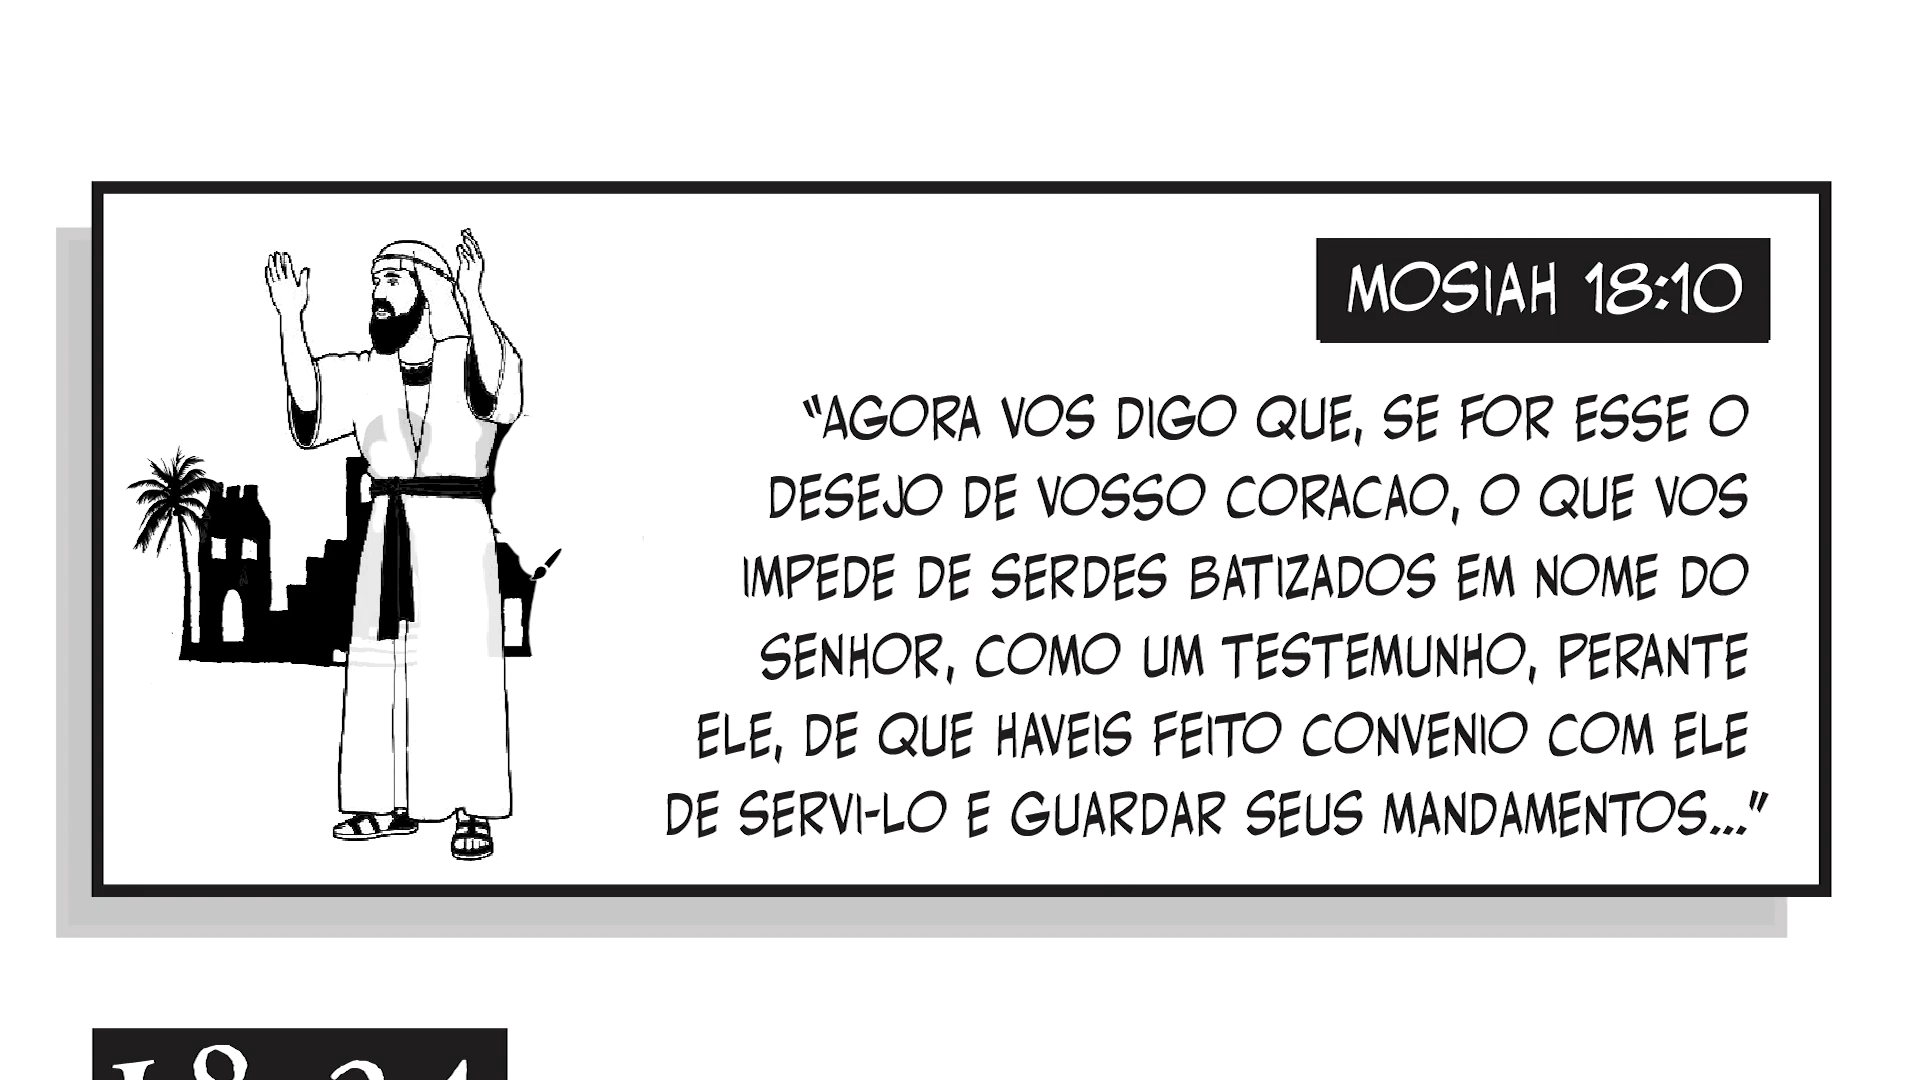 MOSIAH 18:10
“AGORA VOS DIGO QUE, SE FOR ESSE O
DESEJO DE VOSSO CORACAO, O QUE VOS
IMPEDE DE SERDES BATIZADOS EM NOME DO
SENHOR, COMO UM TESTEMUNHO, PERANTE
ELE, DE QUE HAVEIS FEITO CONVENIO COM ELE
DE SERVI-LO E GUARDAR SEUS MANDAMENTOS...”